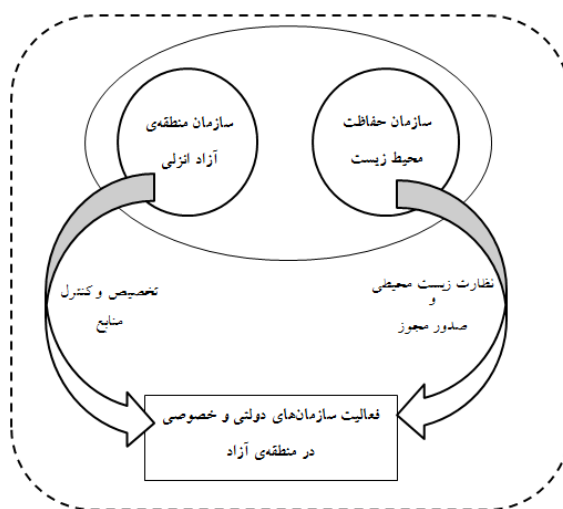 سازمان حفاظت
محیط زیست
سازمان منطقه‌ی
آزاد انزلی
نظارت زیست محیطی
و
صدور مجوز
تخصیص و کنترل
منابع
فعالیت سازمان‌های دولتی و خصوصی
در منطقه‌ی آزاد